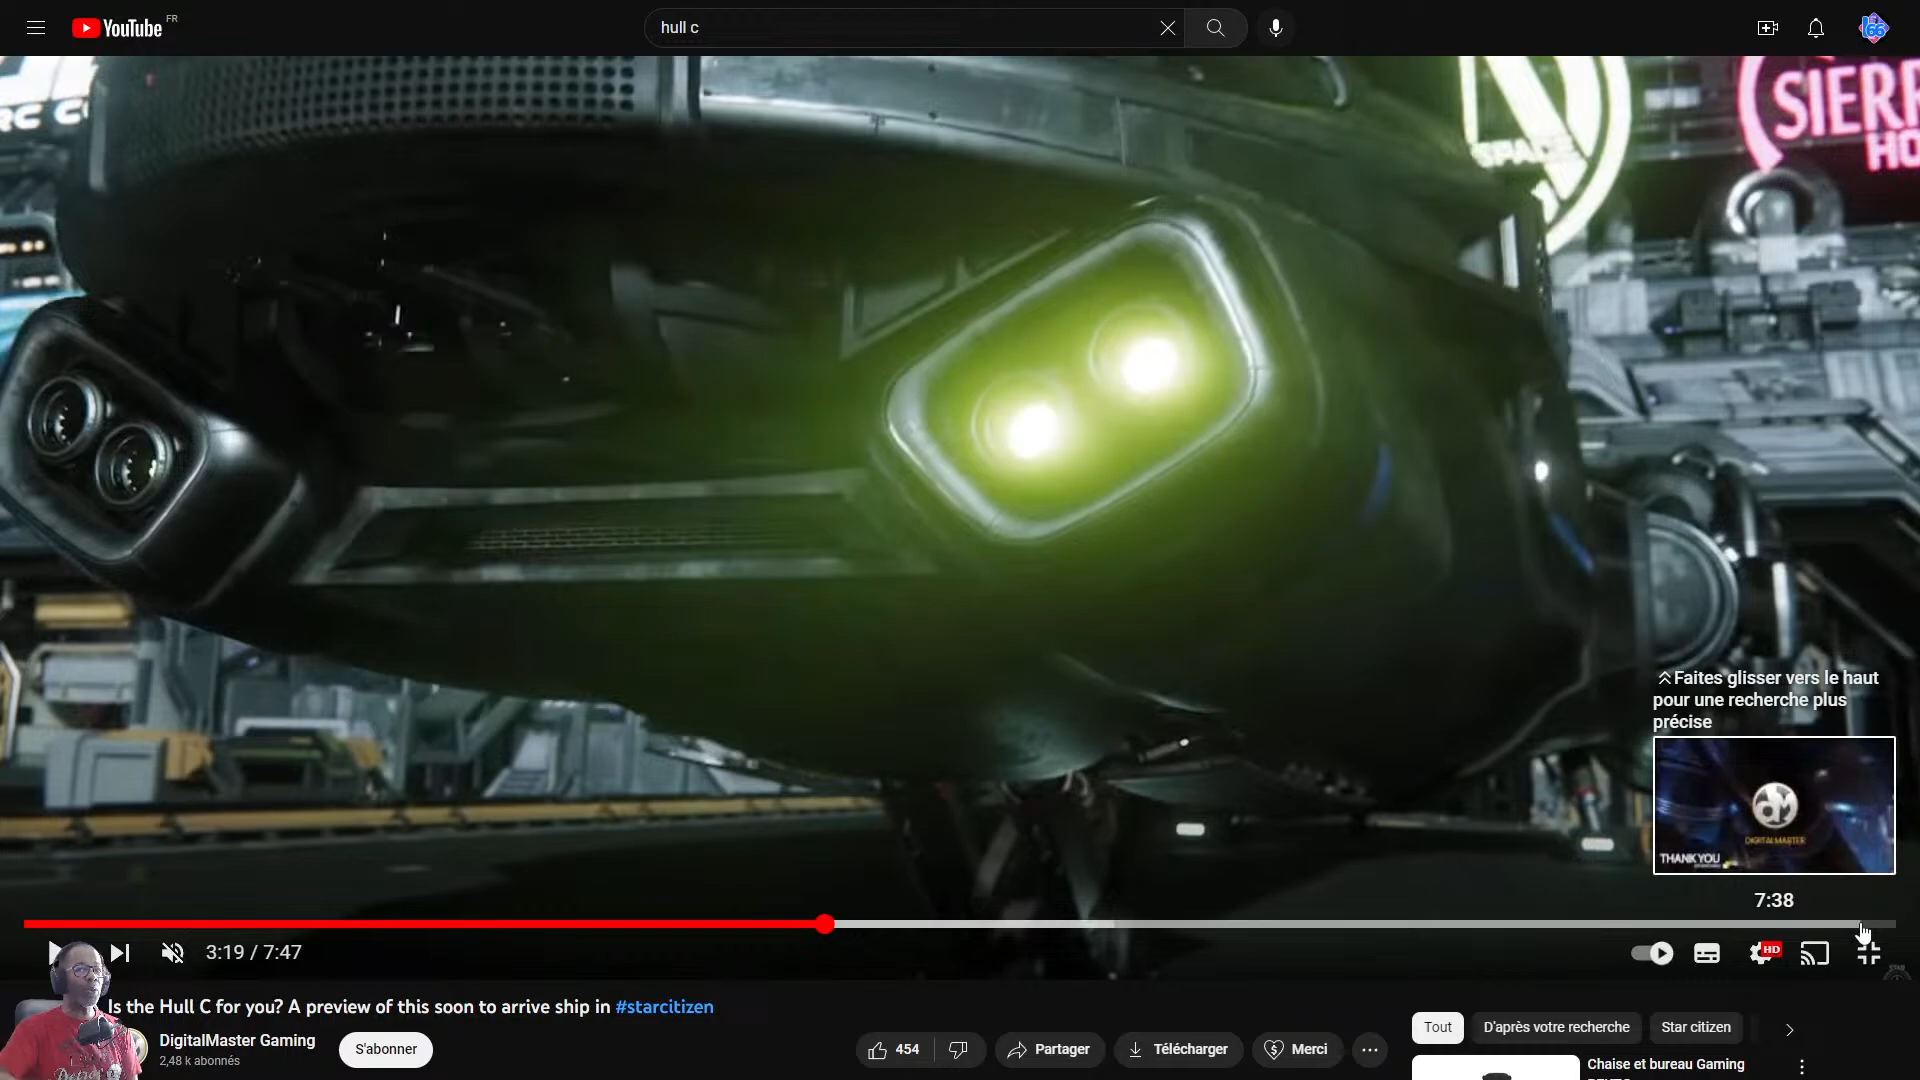 YouTube FR
hull c
SPACE
SIERR
HO
Faites glisser vers le haut
pour une recherche plus
précise
DIGITALMASTER
THANK YOU
7:38
3:19 / 7:47
HD
Is the Hull C for you? A preview of this soon to arrive ship in #starcitizen
DigitalMaster Gaming
2,48 k abonnés
S'abonner
454
Partager
Télécharger
Merci
Tout
D'après votre recherche
Star citizen
Chaise et bureau Gaming